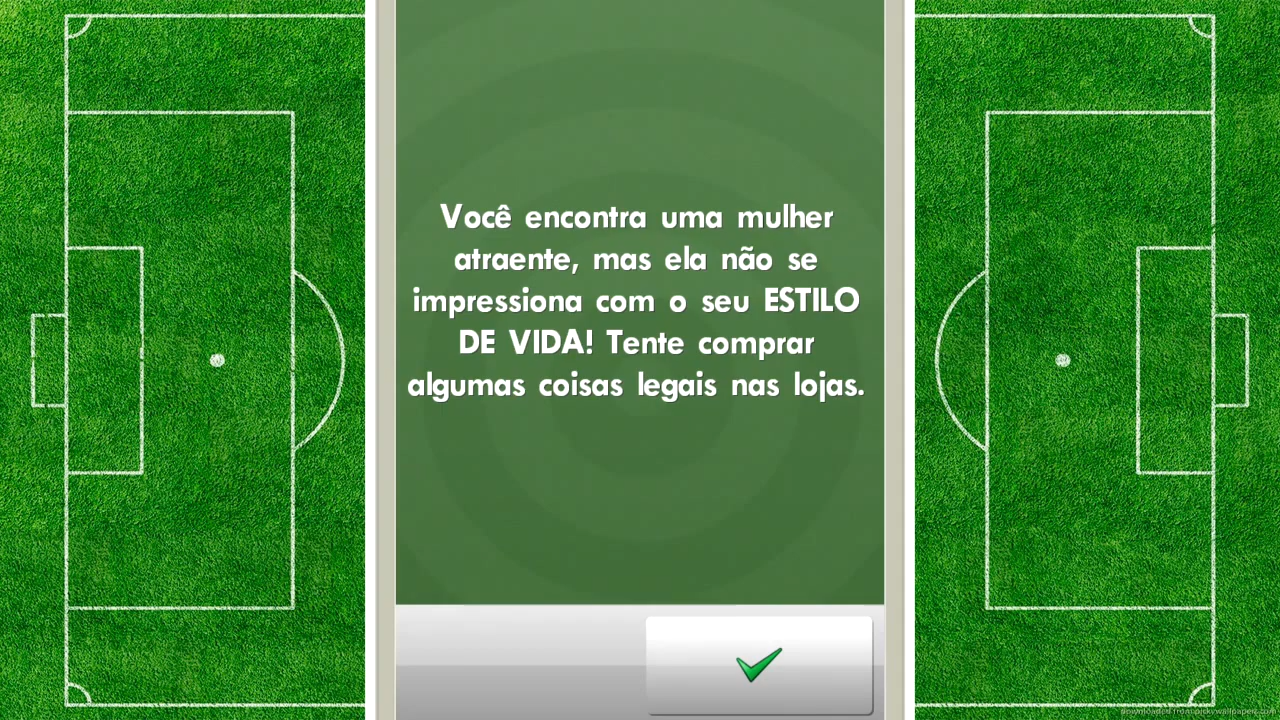 Você encontra uma mulher
atraente, mas ela não se
impressiona com o seu ESTILO
DE VIDA! Tente comprar
algumas coisas legais nas lojas.